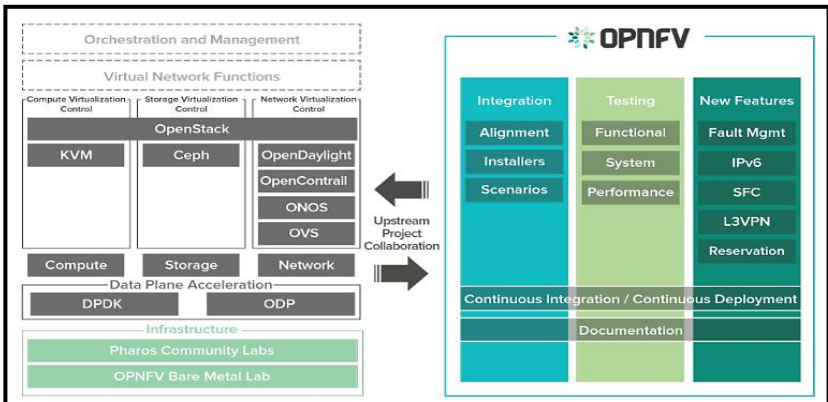 Orchestration and Management
Virtual Network Functions
Compute Virtualization
Control
Storage Virtualization
Control
Network Virtualization
Control
OpenStack
KVM
Ceph
OpenDaylight
OpenContrail
ONOS
OVS
Compute
Storage
Network
Data Plane Acceleration
DPDK
ODP
Infrastructure
Pharos Community Labs
OPNFV Bare Metal Lab
Upstream
Project
Collaboration
OPNFV
Integration
Alignment
Installers
Scenarios
Testing
Functional
System
Performance
New Features
Fault Mgmt
IPv6
SFC
L3VPN
Reservation
Continuous Integration / Continuous Deployment
Documentation